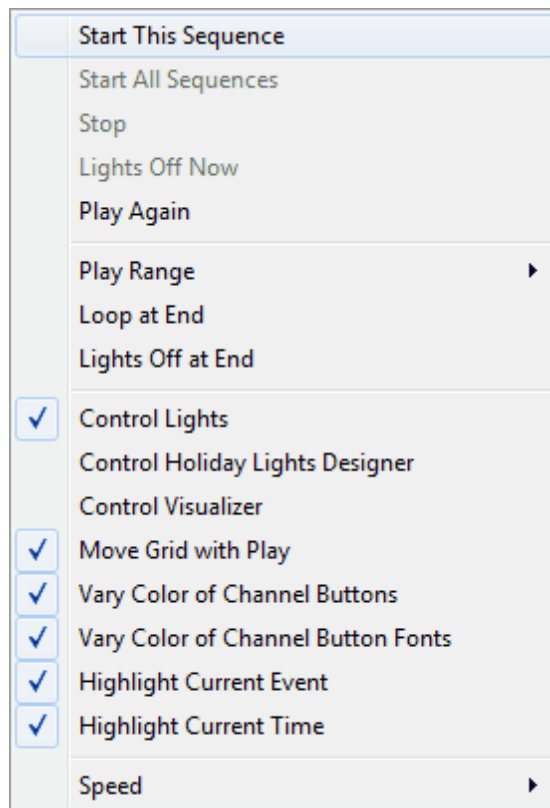 Start This Sequence
Start All Sequences
Stop
Lights Off Now
Play Again
Play Range
Loop at End
Lights Off at End
Control Lights
Control Holiday Lights Designer
Control Visualizer
Move Grid with Play
Vary Color of Channel Buttons
Vary Color of Channel Button Fonts
Highlight Current Event
Highlight Current Time
Speed